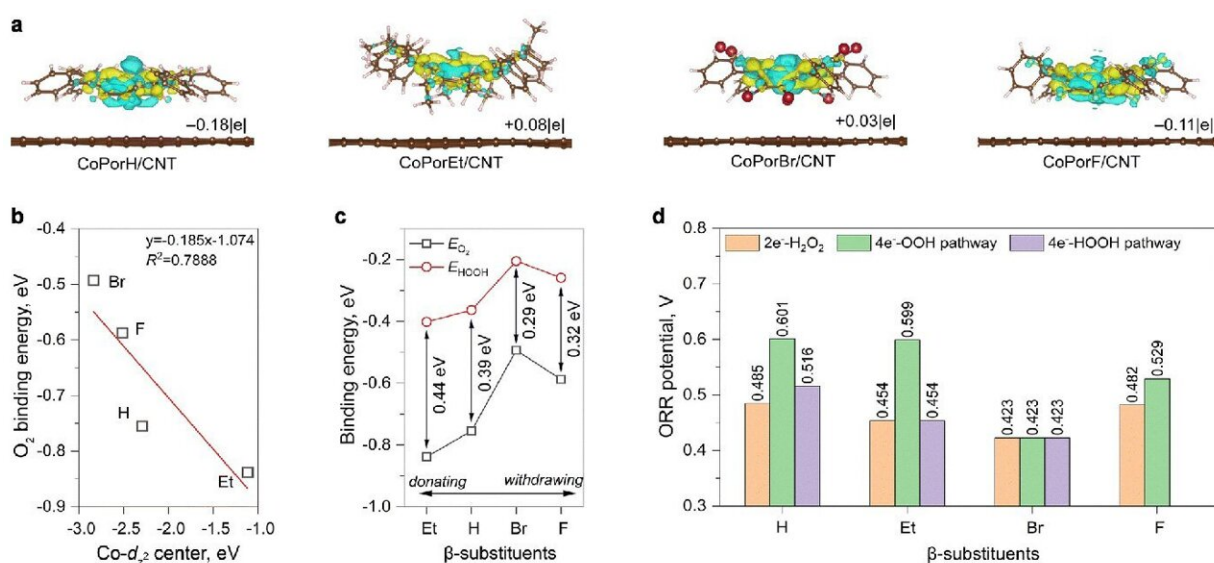 a
−0.18|e|
CoPorH/CNT
+0.08|e|
CoPorEt/CNT
+0.03|e|
CoPorBr/CNT
−0.11|e|
CoPorF/CNT
b
y=-0.185x-1.074
R²=0.7888
O₂ binding energy, eV
-0.4
-0.5
-0.6
-0.7
-0.8
-0.9
Br
F
H
Et
-3.0 -2.5 -2.0 -1.5 -1.0
Co-d_z² center, eV
c
E_O₂
E_HOOH
Binding energy, eV
-0.2
-0.4
-0.6
-0.8
-1.0
0.44 eV
0.39 eV
0.29 eV
0.32 eV
donating withdrawing
Et H Br F
β-substituents
d
2e⁻-H₂O₂ 4e⁻-OOH pathway 4e⁻-HOOH pathway
ORR potential, V
0.8
0.7
0.6
0.5
0.4
0.3
0.485 0.601 0.516
0.454 0.599 0.454
0.423 0.423 0.423
0.482 0.529
H Et Br F
β-substituents